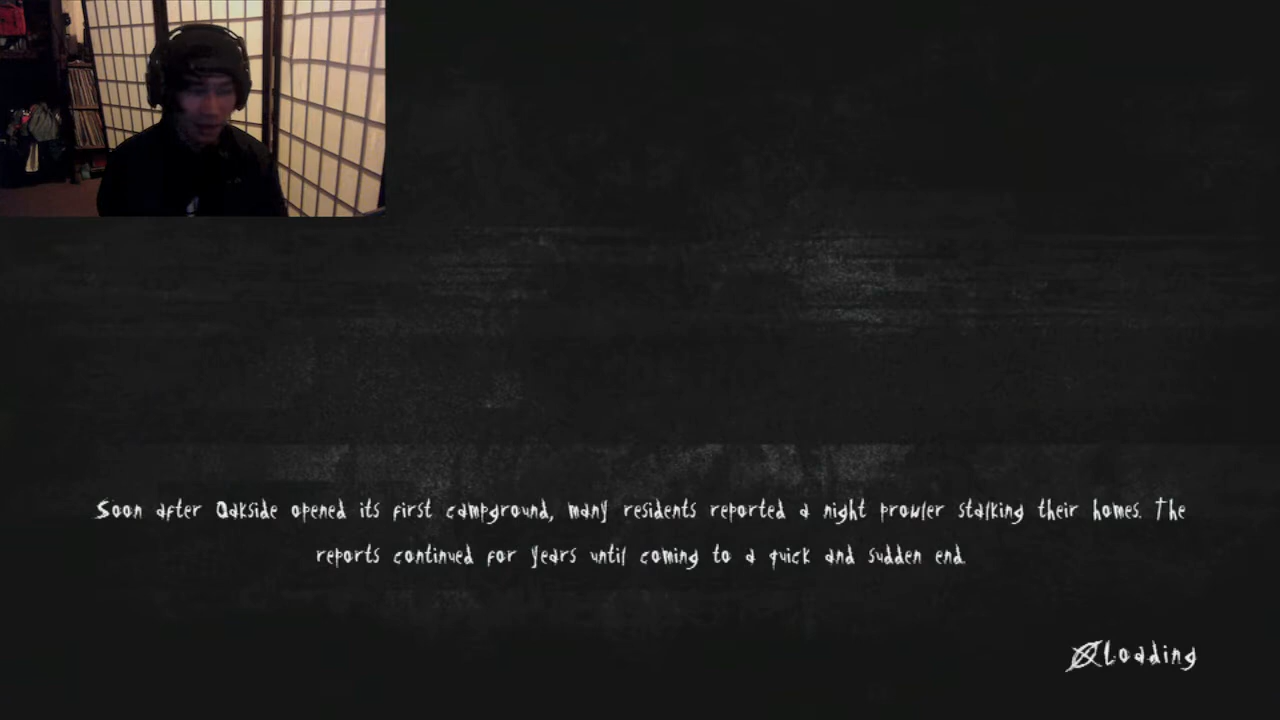 Soon after Oakside opened its first campground, many residents reported a night prowler stalking their homes. The
reports continued for years until coming to a quick and sudden end.
Loading